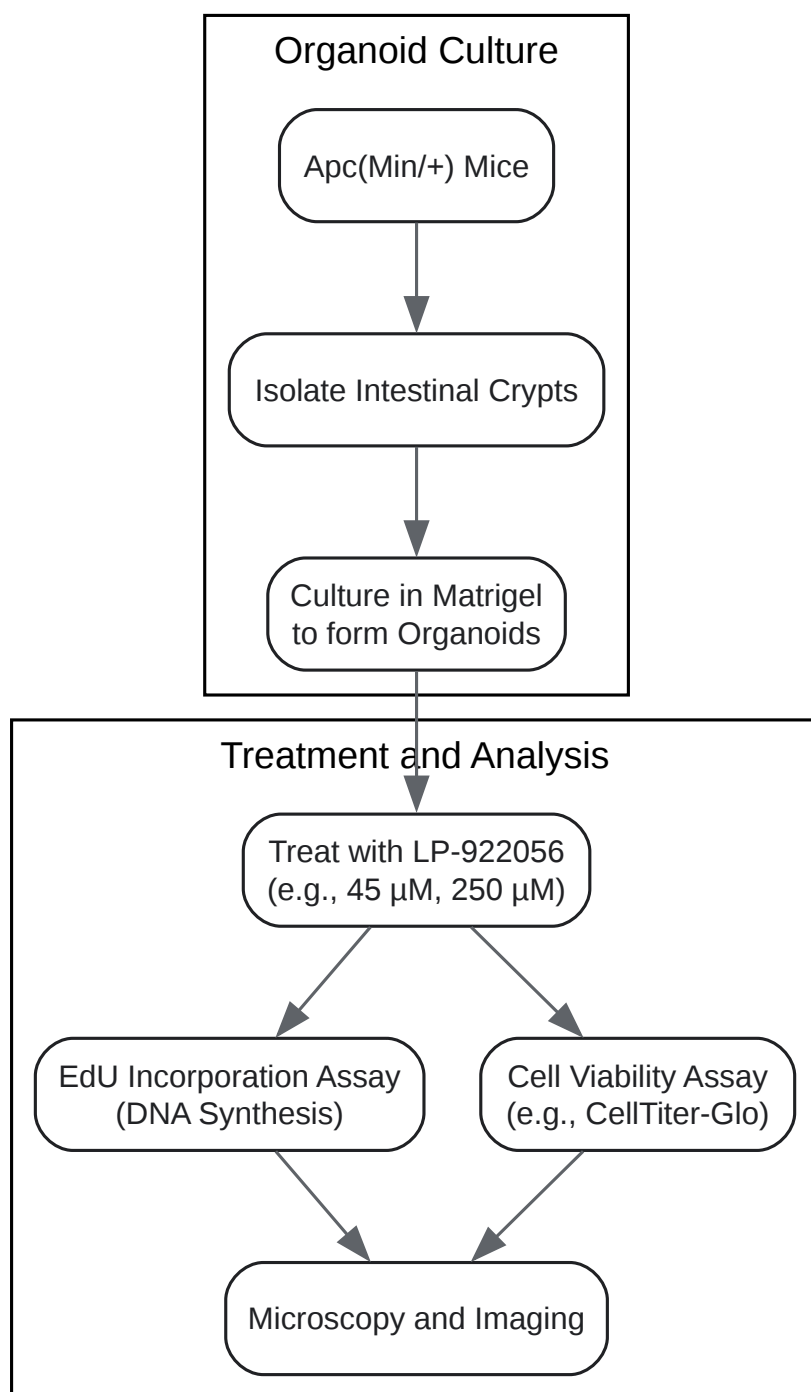 Organoid Culture
Apc(Min/+) Mice
Isolate Intestinal Crypts
Culture in Matrigel
to form Organoids
Treatment and Analysis
Treat with LP-922056
(e.g., 45 µM, 250 µM)
EdU Incorporation Assay
(DNA Synthesis)
Cell Viability Assay
(e.g., CellTiter-Glo)
Microscopy and Imaging